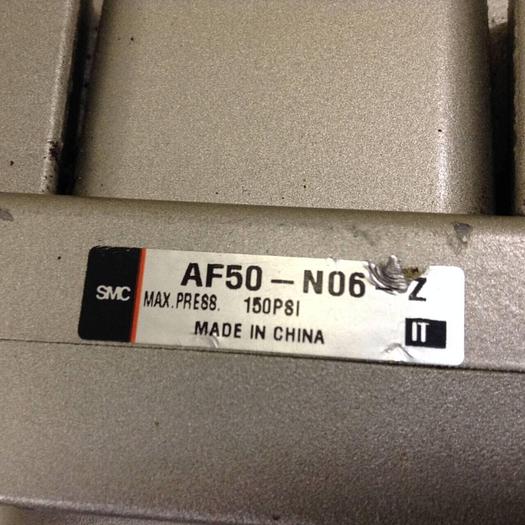 SMC
AF50-N06 Z
MAX. PRESS. 150PSI
MADE IN CHINA
IT